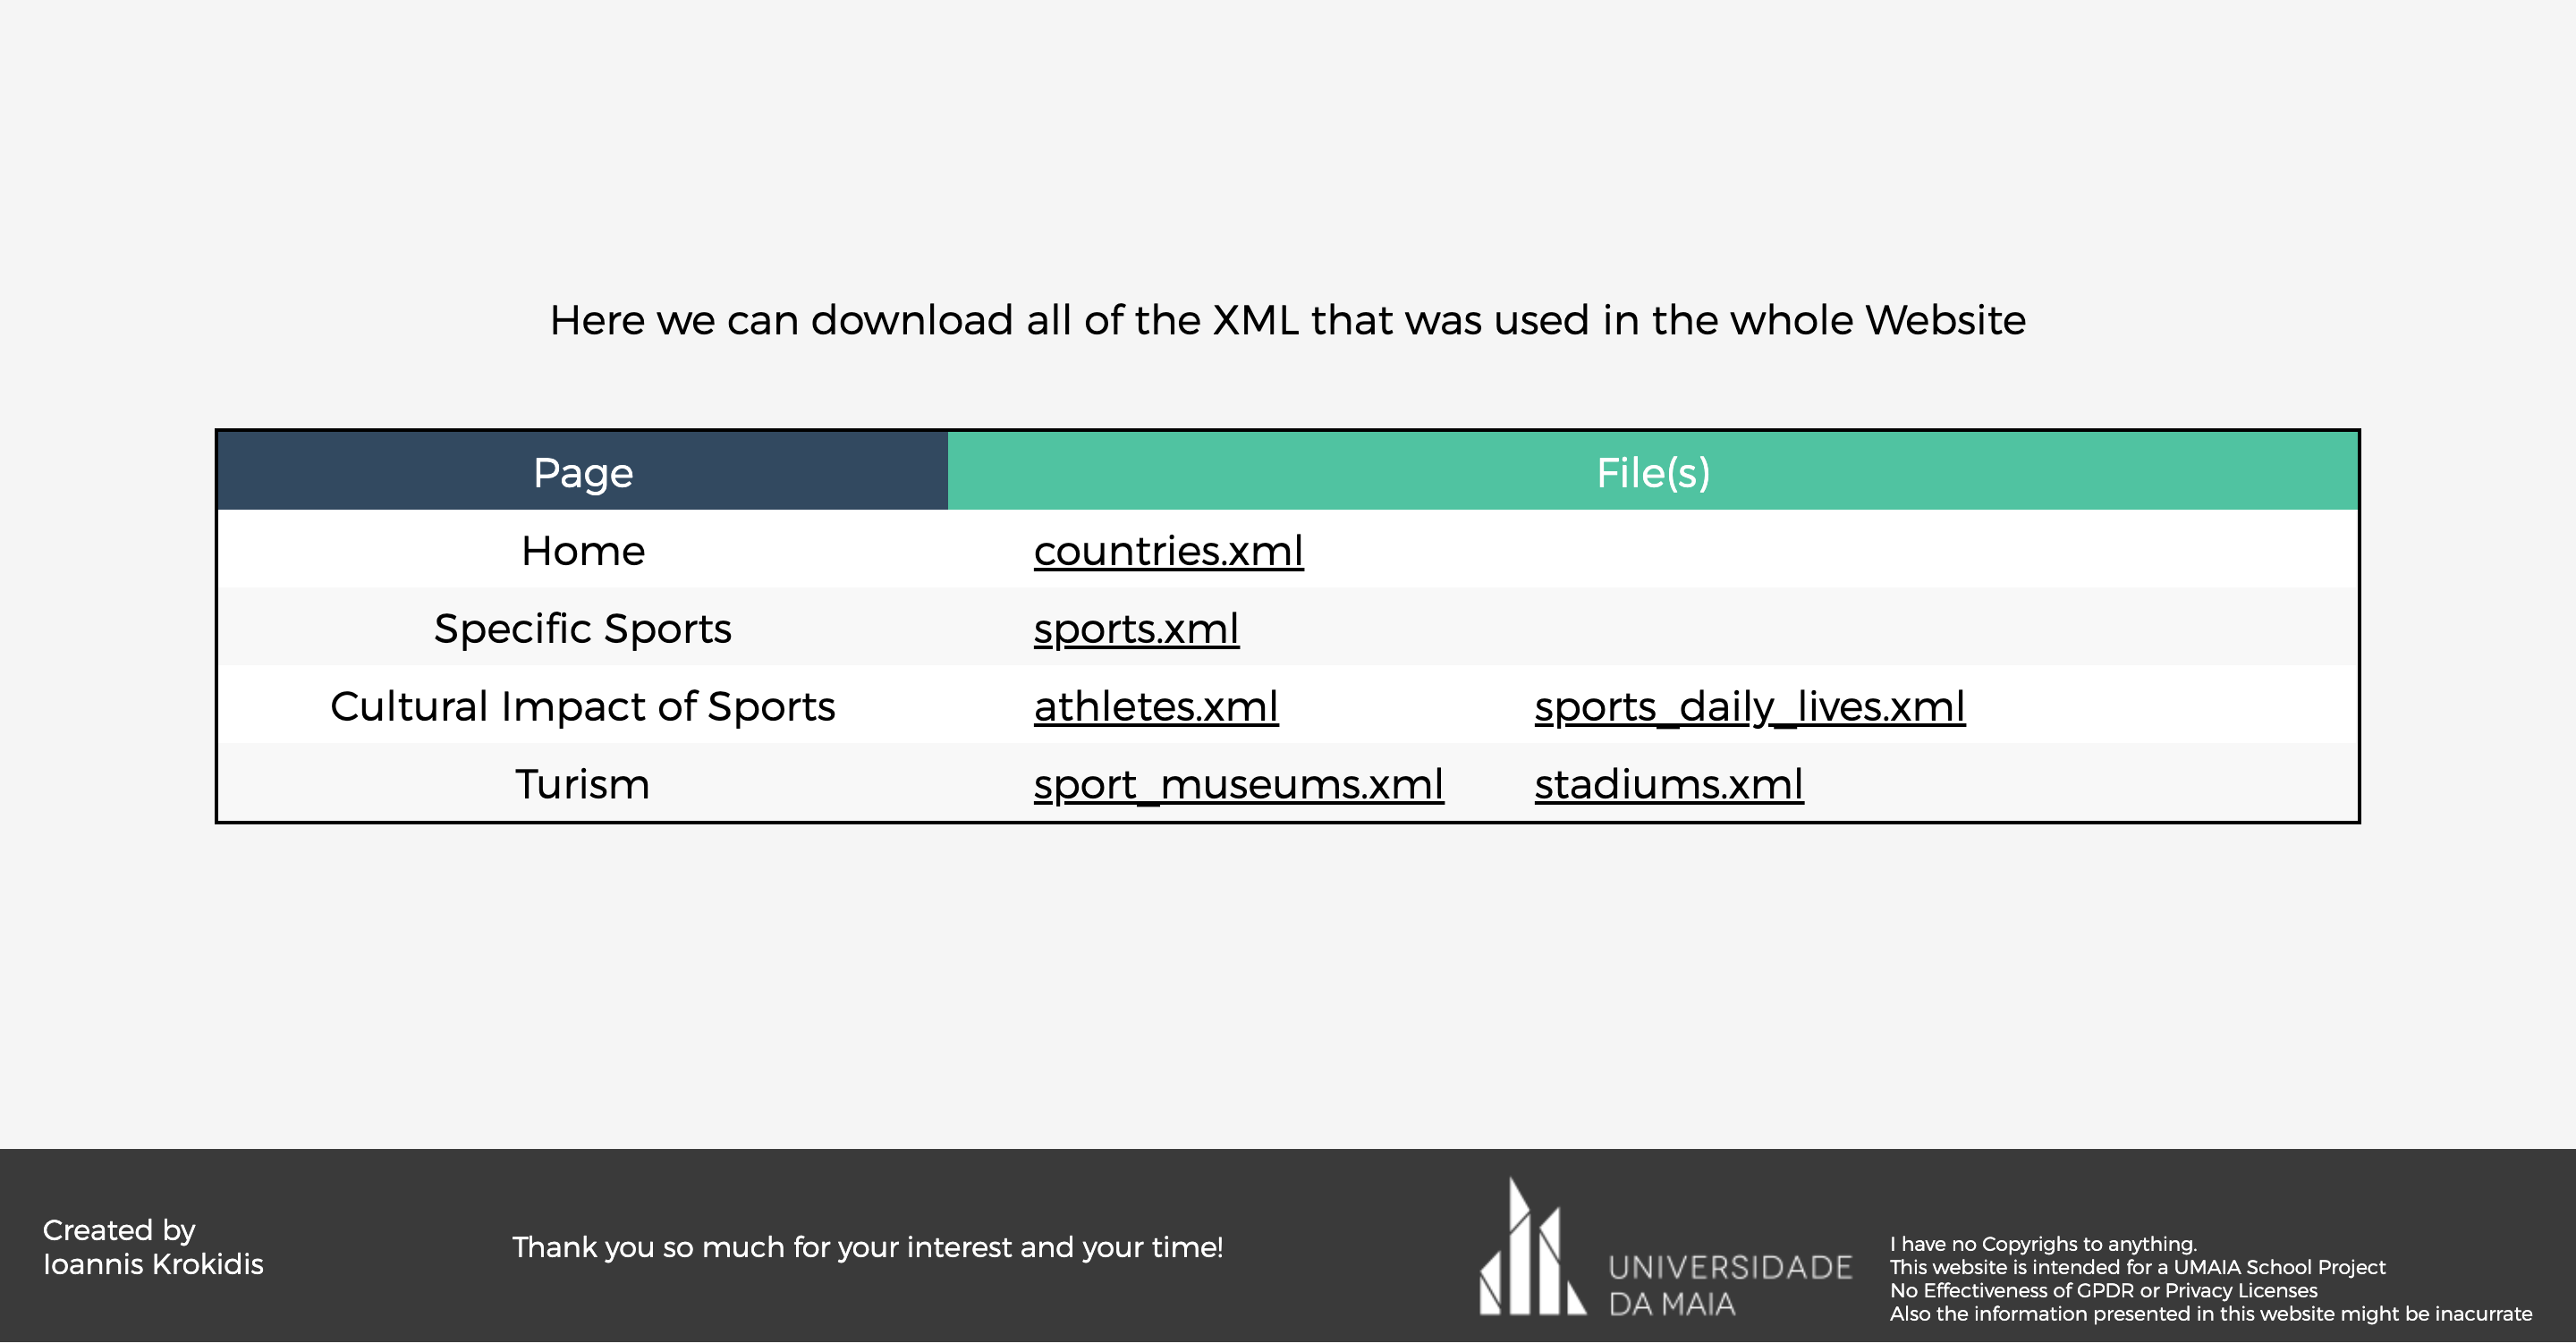 Here we can download all of the XML that was used in the whole Website
Page File(s)
Home countries.xml
Specific Sports sports.xml
Cultural Impact of Sports athletes.xml sports_daily_lives.xml
Turism sport_museums.xml stadiums.xml
Created by
Ioannis Krokidis
Thank you so much for your interest and your time!
UNIVERSIDADE
DA MAIA
I have no Copyrighs to anything.
This website is intended for a UMAIA School Project
No Effectiveness of GPDR or Privacy Licenses
Also the information presented in this website might be inacurrate